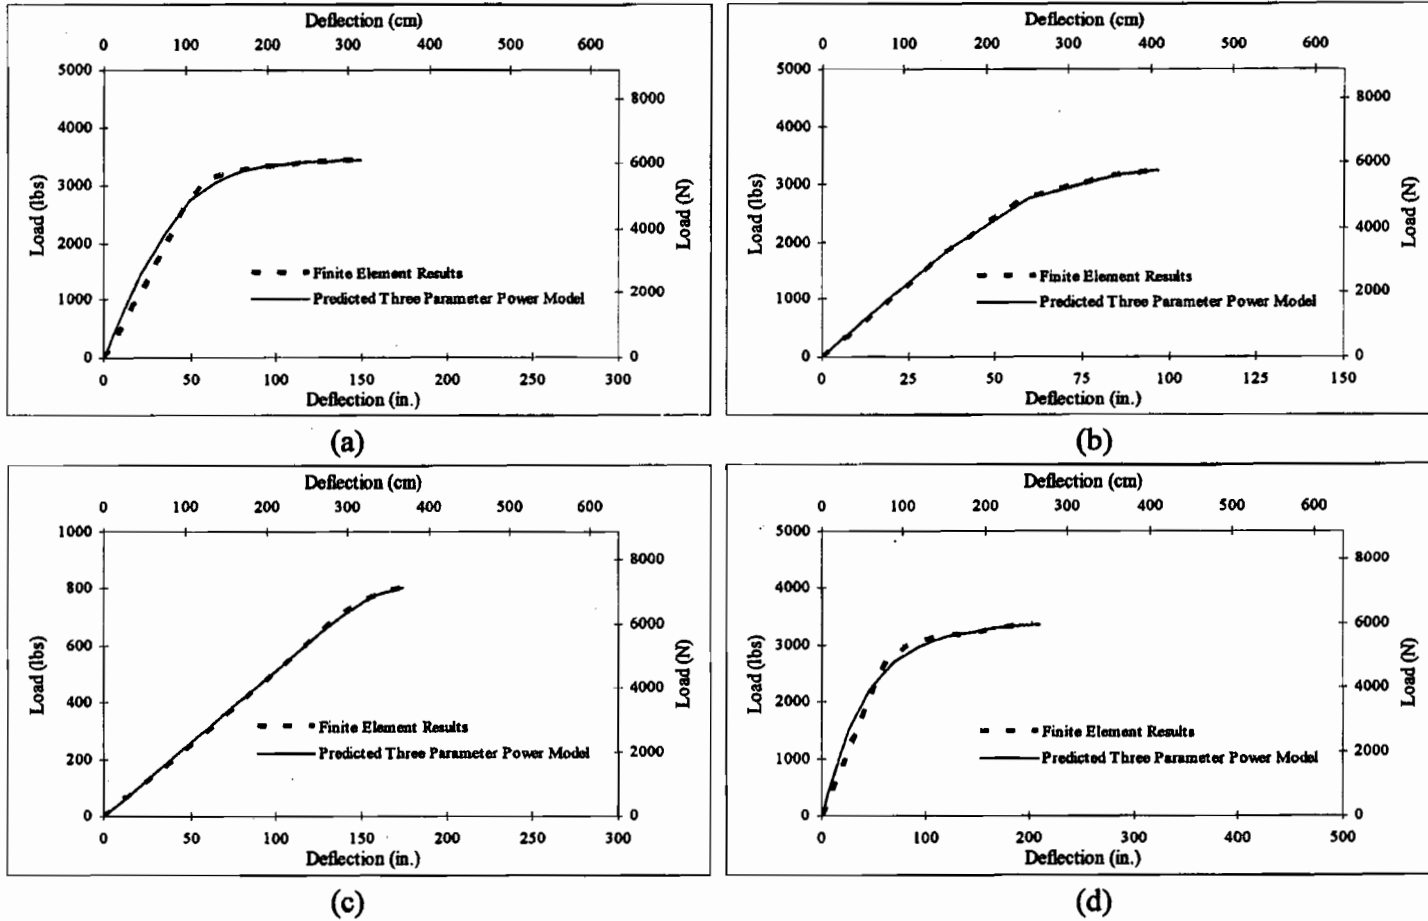 Deflection (cm)
0 100 200 300 400 500 600
5000
4000
3000
2000
1000
0
Load (lbs)
8000
6000
4000
2000
0
Load (N)
Finite Element Results
Predicted Three Parameter Power Model
0 50 100 150 200 250 300
Deflection (in.)
(a)
Deflection (cm)
0 100 200 300 400 500 600
5000
4000
3000
2000
1000
0
Load (lbs)
8000
6000
4000
2000
0
Load (N)
Finite Element Results
Predicted Three Parameter Power Model
0 25 50 75 100 125 150
Deflection (in.)
(b)
Deflection (cm)
0 100 200 300 400 500 600
1000
800
600
400
200
0
Load (lbs)
8000
6000
4000
2000
0
Load (N)
Finite Element Results
Predicted Three Parameter Power Model
0 50 100 150 200 250 300
Deflection (in.)
(c)
Deflection (cm)
0 100 200 300 400 500 600
5000
4000
3000
2000
1000
0
Load (lbs)
8000
6000
4000
2000
0
Load (N)
Finite Element Results
Predicted Three Parameter Power Model
0 100 200 300 400 500
Deflection (in.)
(d)